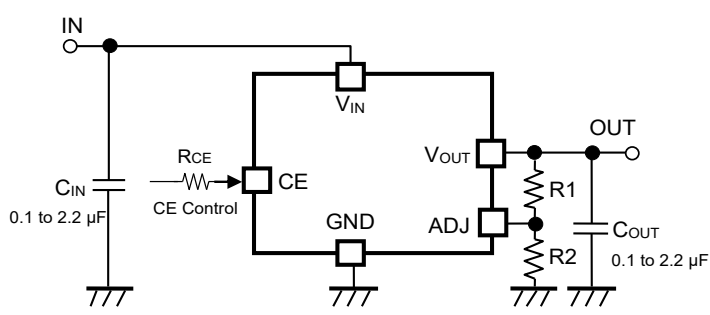 IN
VIN
OUT
RCE
VOUT
CE
R1
CIN
CE Control
0.1 to 2.2 µF
GND
ADJ
COUT
R2
0.1 to 2.2 µF